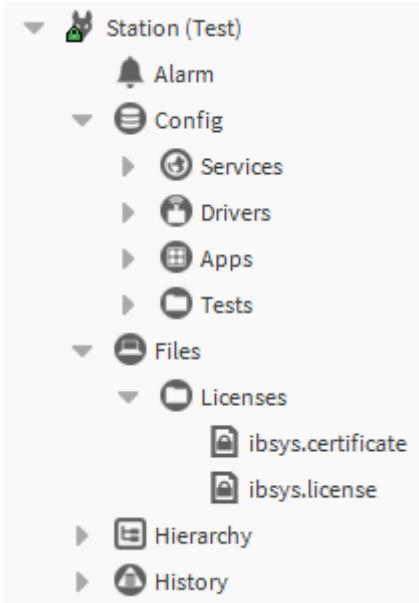 Station (Test)
Alarm
Config
Services
Drivers
Apps
Tests
Files
Licenses
ibsys.certificate
ibsys.license
Hierarchy
History